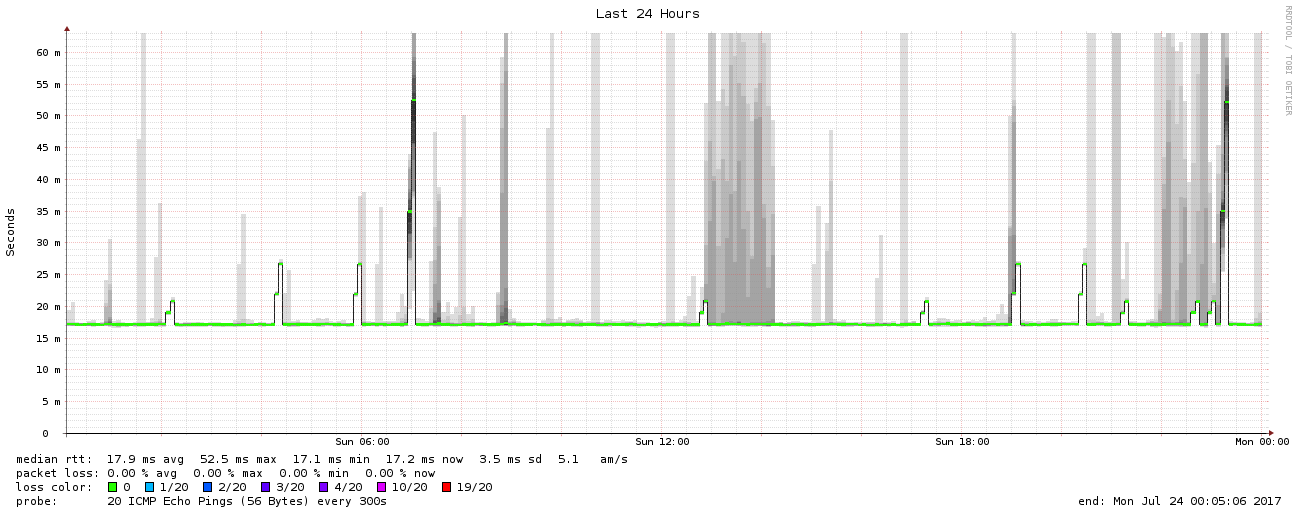 Last 24 Hours
RRDTOOL / TOBI OETIKER
Seconds
60 m
55 m
50 m
45 m
40 m
35 m
30 m
25 m
20 m
15 m
10 m
5 m
0
Sun 06:00 Sun 12:00 Sun 18:00 Mon 00:00
median rtt: 17.9 ms avg 52.5 ms max 17.1 ms min 17.2 ms now 3.5 ms sd 5.1 am/s
packet loss: 0.00 % avg 0.00 % max 0.00 % min 0.00 % now
loss color: 0 1/20 2/20 3/20 4/20 10/20 19/20
probe: 20 ICMP Echo Pings (56 Bytes) every 300s end: Mon Jul 24 00:05:06 2017